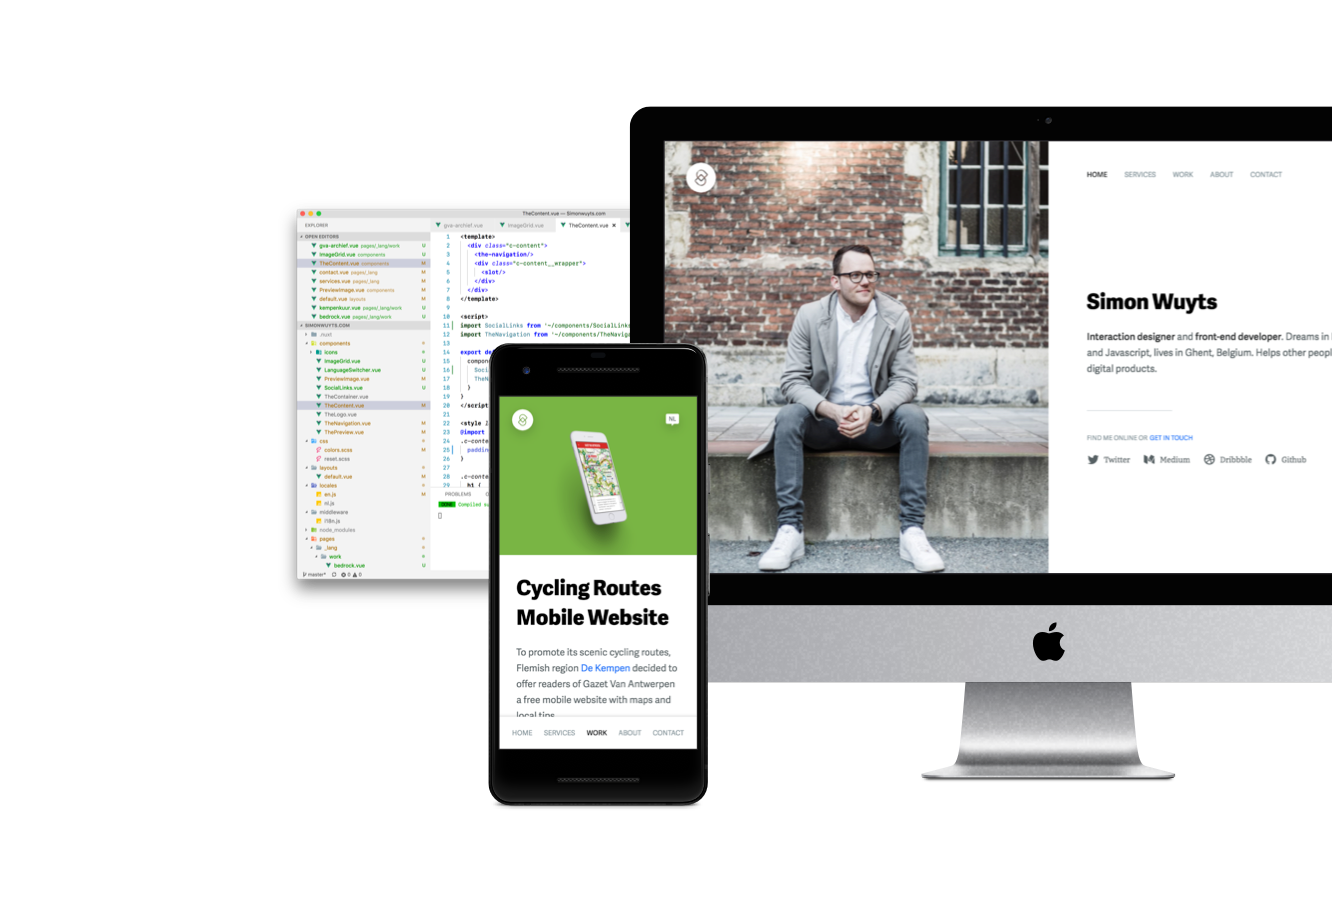 TheContent.vue — Simonwuyts.com
EXPLORER
OPEN EDITORS
gva-archief.vue pages/_lang/work U
ImageGrid.vue components U
TheContent.vue components M
contact.vue pages/_lang M
services.vue pages/_lang M
PreviewImage.vue components M
default.vue layouts M
kempenkuur.vue pages/_lang/work U
bedrock.vue pages/_lang/work U
SIMONWUYTS.COM
.nuxt
components
icons
ImageGrid.vue U
LanguageSwitcher.vue U
PreviewImage.vue M
SocialLinks.vue U
TheContainer.vue
TheContent.vue M
TheLogo.vue
TheNavigation.vue M
ThePreview.vue M
css
colors.scss M
reset.scss
layouts
default.vue M
locales
en.js M
nl.js
middleware
i18n.js
node_modules
pages
_lang
work
bedrock.vue U
master* 0 0
gva-archief.vue ImageGrid.vue TheContent.vue
1 <template>
2 <div class="c-content">
3 <the-navigation/>
4 <div class="c-content__wrapper">
5 <slot/>
6 </div>
7 </div>
8 </template>
9
10 <script>
11 import SocialLinks from '~/components/SocialLinks
12 import TheNavigation from '~/components/TheNaviga
13
14 export de
15 compone
16 Soci
17 TheN
18 }
19 }
20 </script
21
22 <style l
23 @import
24 .c-conte
25 paddin
26 }
27
28 .c-conte
29 h1 {
PROBLEMS
DONE Compiled su
NL
Cycling Routes
Mobile Website
To promote its scenic cycling routes,
Flemish region De Kempen decided to
offer readers of Gazet Van Antwerpen
a free mobile website with maps and
local tips.
HOME SERVICES WORK ABOUT CONTACT
HOME SERVICES WORK ABOUT CONTACT
Simon Wuyts
Interaction designer and front-end developer. Dreams in
and Javascript, lives in Ghent, Belgium. Helps other peopl
digital products.
FIND ME ONLINE OR GET IN TOUCH
Twitter Medium Dribbble Github